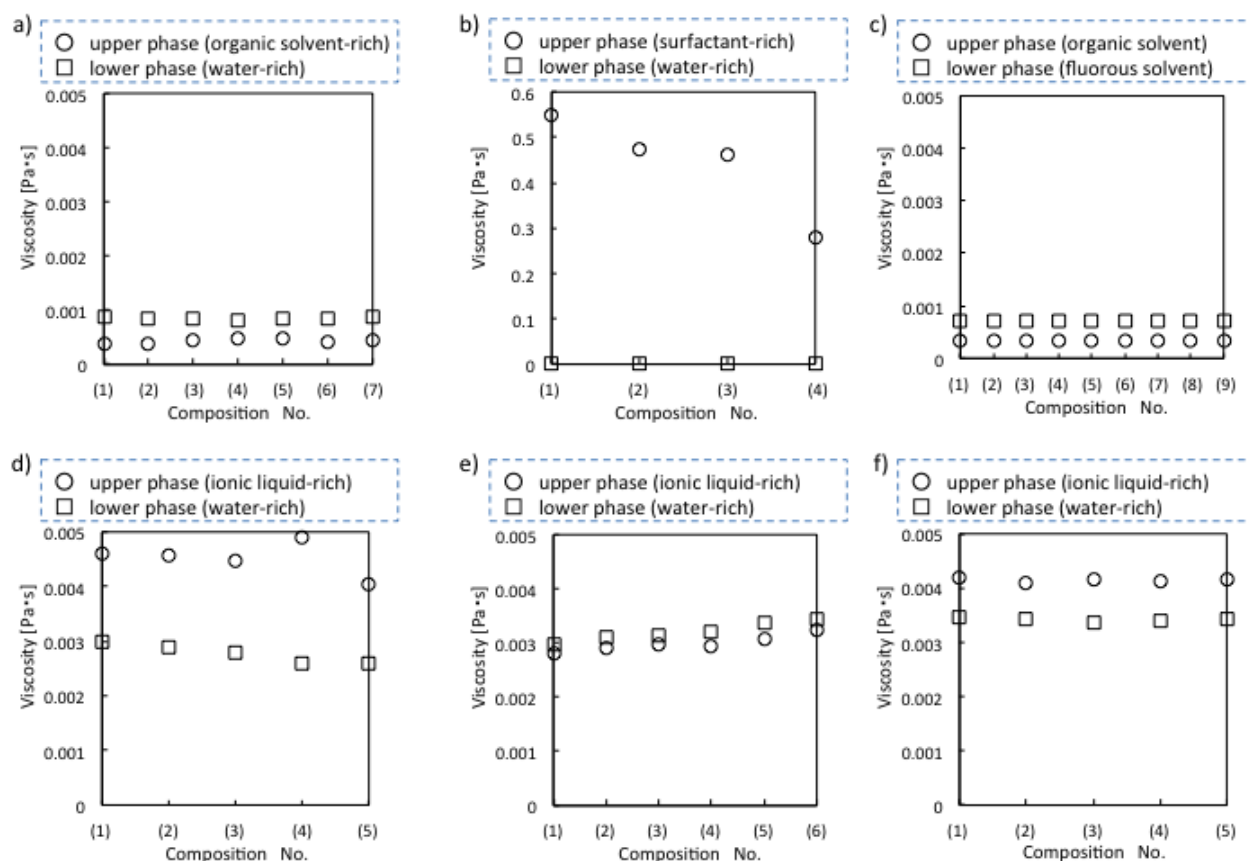 a)
upper phase (organic solvent-rich)
lower phase (water-rich)
0.005
0.004
0.003
0.002
0.001
0
Viscosity [Pa•s]
(1) (2) (3) (4) (5) (6) (7)
Composition No.
b)
upper phase (surfactant-rich)
lower phase (water-rich)
0.6
0.5
0.4
0.3
0.2
0.1
0
Viscosity [Pa•s]
(1) (2) (3) (4)
Composition No.
c)
upper phase (organic solvent)
lower phase (fluorous solvent)
0.005
0.004
0.003
0.002
0.001
0
Viscosity [Pa•s]
(1) (2) (3) (4) (5) (6) (7) (8) (9)
Composition No.
d)
upper phase (ionic liquid-rich)
lower phase (water-rich)
0.005
0.004
0.003
0.002
0.001
0
Viscosity [Pa•s]
(1) (2) (3) (4) (5)
Composition No.
e)
upper phase (ionic liquid-rich)
lower phase (water-rich)
0.005
0.004
0.003
0.002
0.001
0
Viscosity [Pa•s]
(1) (2) (3) (4) (5) (6)
Composition No.
f)
upper phase (ionic liquid-rich)
lower phase (water-rich)
0.005
0.004
0.003
0.002
0.001
0
Viscosity [Pa•s]
(1) (2) (3) (4) (5)
Composition No.